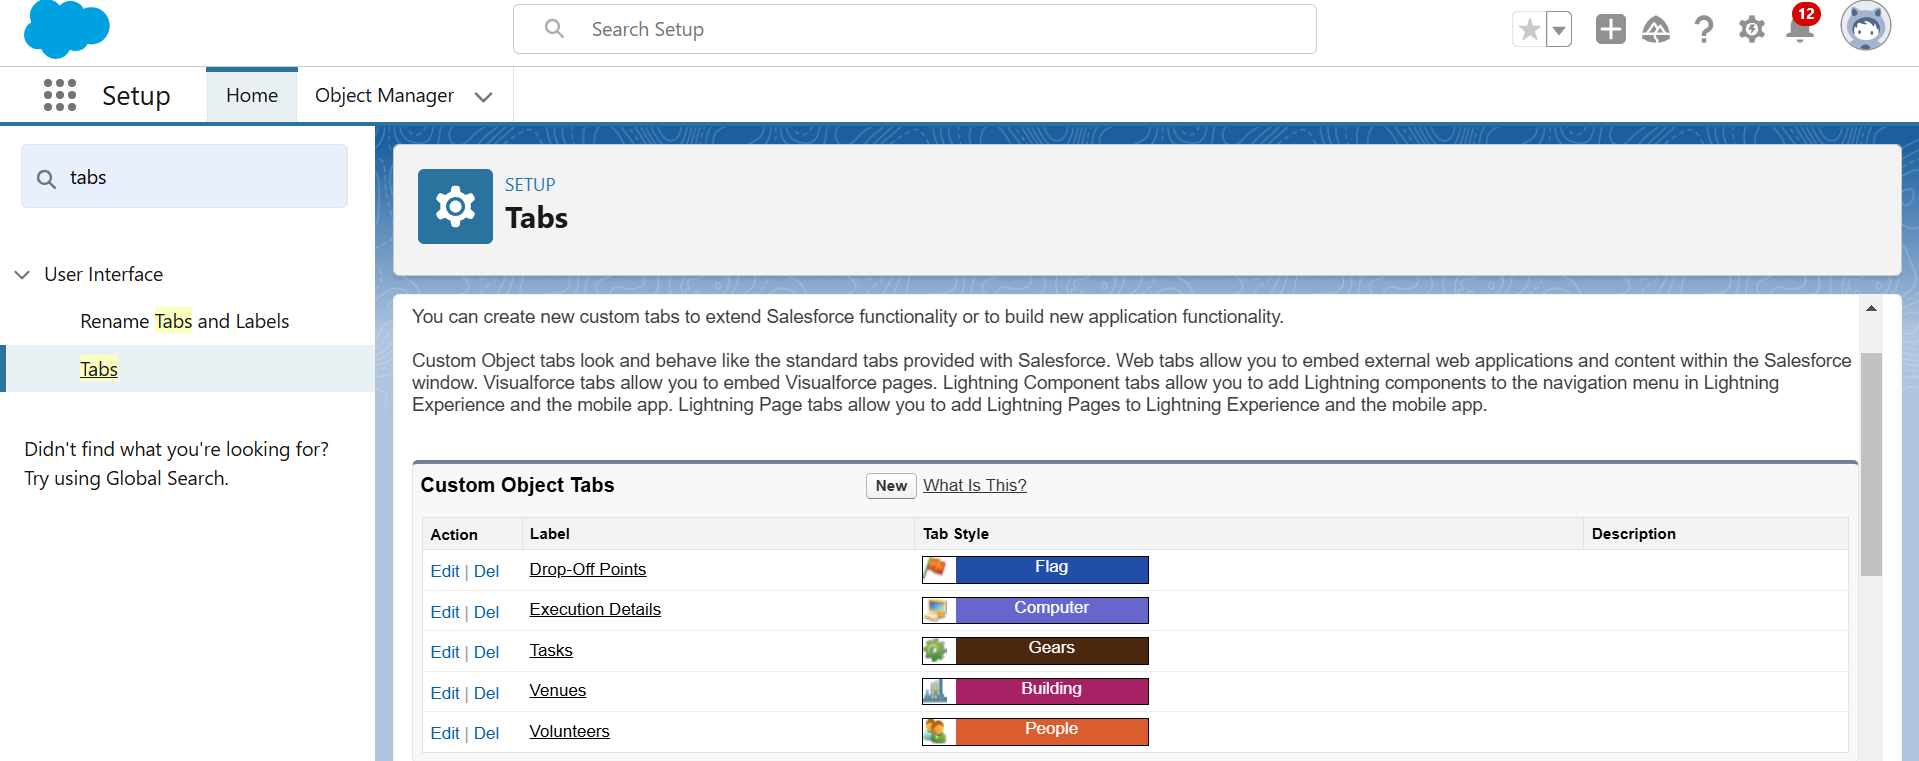 Search Setup
12
Setup
Home
Object Manager
tabs
User Interface
Rename Tabs and Labels
Tabs
Didn't find what you're looking for?
Try using Global Search.
SETUP
Tabs
You can create new custom tabs to extend Salesforce functionality or to build new application functionality.
Custom Object tabs look and behave like the standard tabs provided with Salesforce. Web tabs allow you to embed external web applications and content within the Salesforce
window. Visualforce tabs allow you to embed Visualforce pages. Lightning Component tabs allow you to add Lightning components to the navigation menu in Lightning
Experience and the mobile app. Lightning Page tabs allow you to add Lightning Pages to Lightning Experience and the mobile app.
Custom Object Tabs New What Is This?
Action Label Tab Style Description
Edit | Del Drop-Off Points Flag
Edit | Del Execution Details Computer
Edit | Del Tasks Gears
Edit | Del Venues Building
Edit | Del Volunteers People